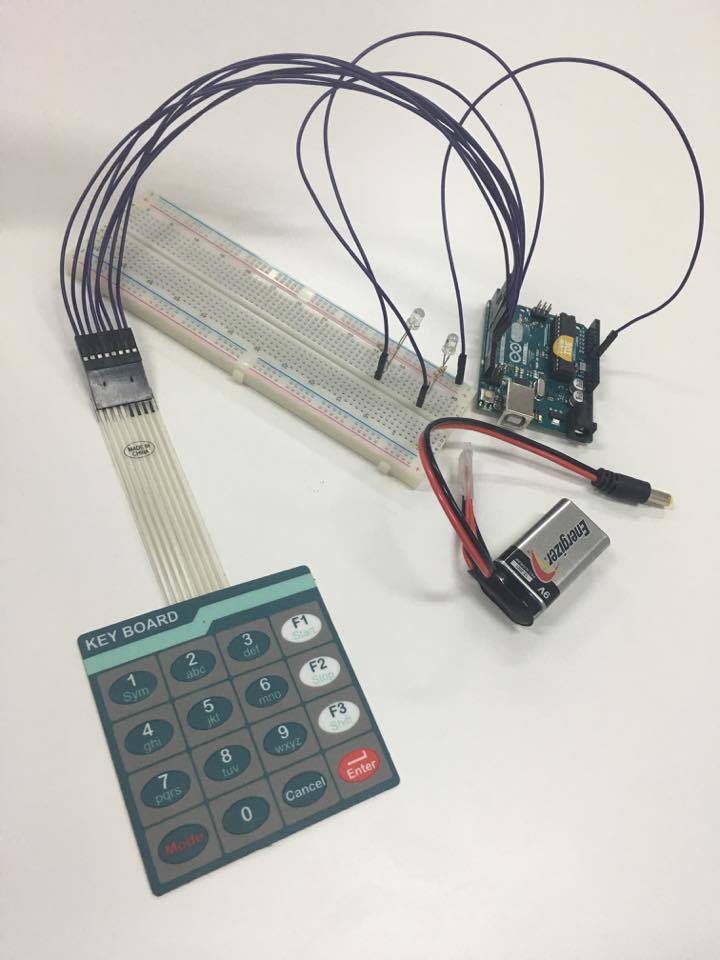 MADE IN
CHINA
Energizer
9V
KEY BOARD
1
Sym
2
abc
3
def
F1
Start
4
ghi
5
jkl
6
mno
F2
Stop
7
pqrs
8
tuv
9
wxyz
F3
Shift
Mode
0
Cancel
Enter